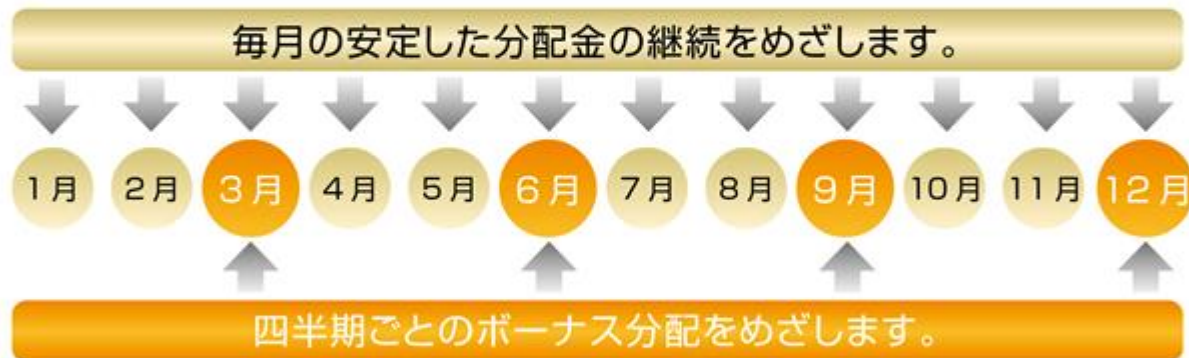 毎月の安定した分配金の継続をめざします。
1月 2月 3月 4月 5月 6月 7月 8月 9月 10月 11月 12月
四半期ごとのボーナス分配をめざします。